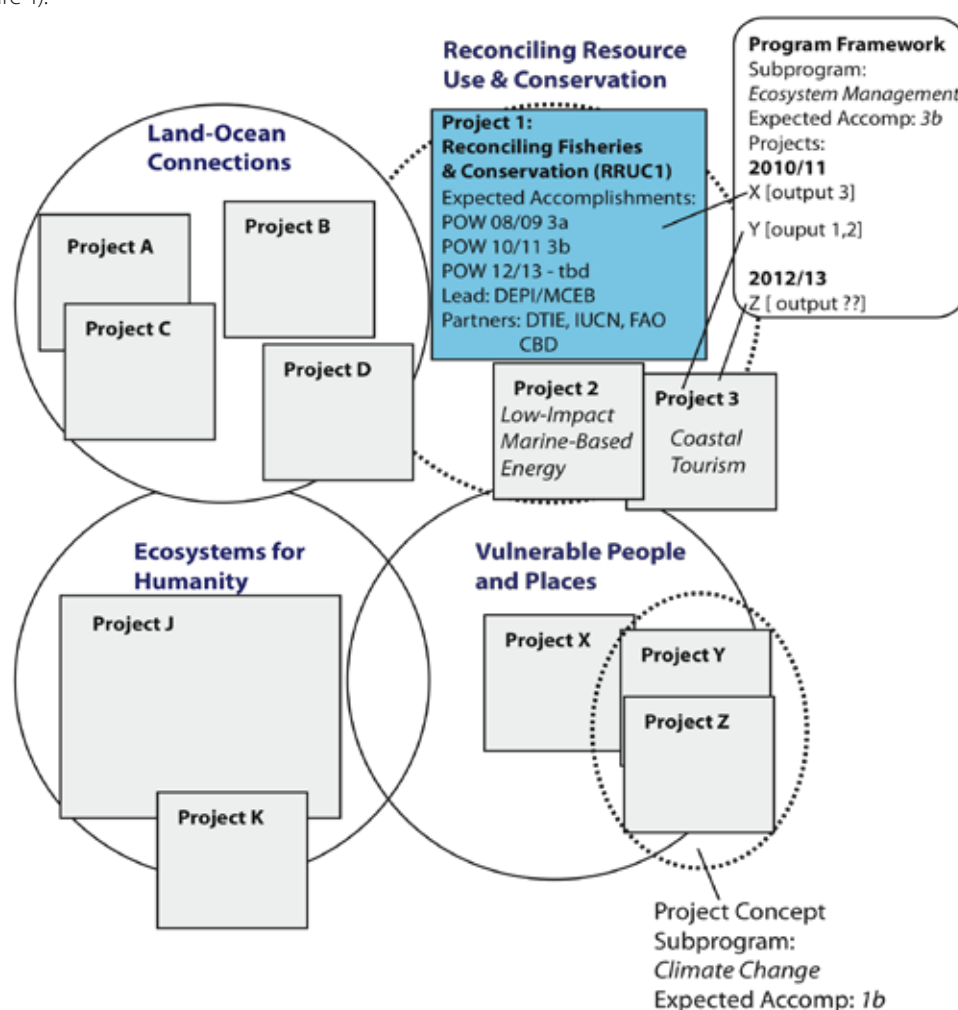 Reconciling Resource
Use & Conservation
Program Framework
Subprogram:
Ecosystem Management
Expected Accomp: 3b
Projects:
2010/11
X [output 3]
Y [ouput 1,2]
2012/13
Z [ output ??]
Land-Ocean
Connections
Project A
Project B
Project C
Project D
Project 1:
Reconciling Fisheries
& Conservation (RRUC1)
Expected Accomplishments:
POW 08/09 3a
POW 10/11 3b
POW 12/13 - tbd
Lead: DEPI/MCEB
Partners: DTIE, IUCN, FAO
CBD
Project 2
Low-Impact
Marine-Based
Energy
Project 3
Coastal
Tourism
Ecosystems for
Humanity
Project J
Project K
Vulnerable People
and Places
Project X
Project Y
Project Z
Project Concept
Subprogram:
Climate Change
Expected Accomp: 1b